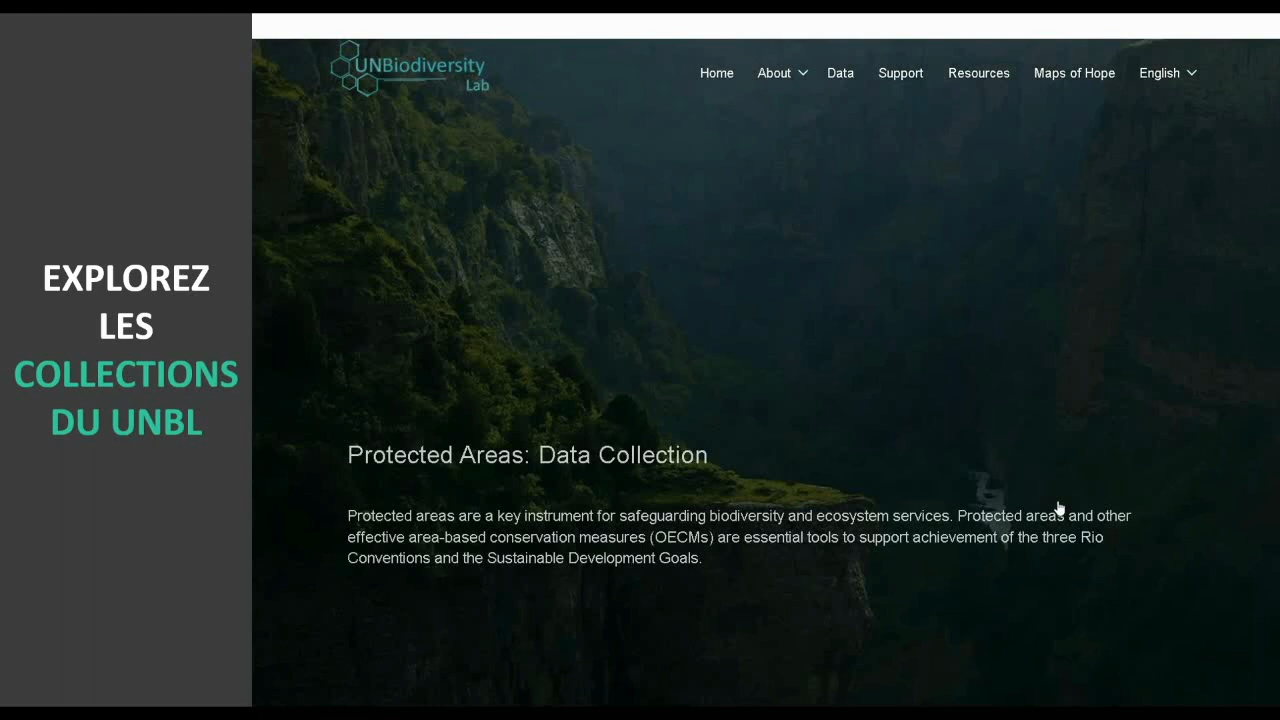 EXPLOREZ
LES
COLLECTIONS
DU UNBL
UNBiodiversity
Lab
Home About Data Support Resources Maps of Hope English
Protected Areas: Data Collection
Protected areas are a key instrument for safeguarding biodiversity and ecosystem services. Protected areas and other
effective area-based conservation measures (OECMs) are essential tools to support achievement of the three Rio
Conventions and the Sustainable Development Goals.